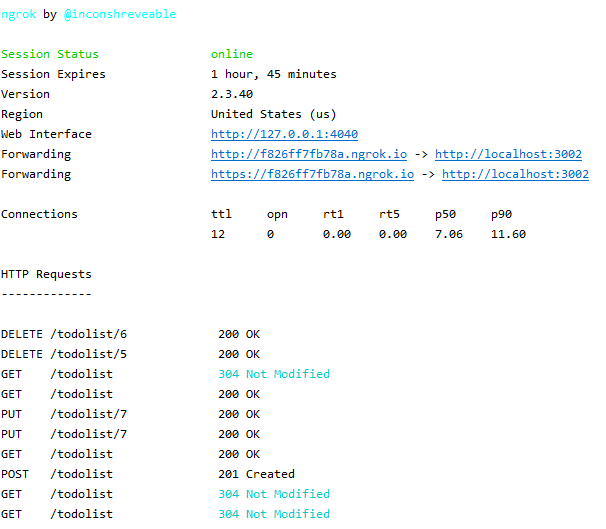 ngrok by @inconshreveable
Session Status online
Session Expires 1 hour, 45 minutes
Version 2.3.40
Region United States (us)
Web Interface http://127.0.0.1:4040
Forwarding http://f826ff7fb78a.ngrok.io -> http://localhost:3002
Forwarding https://f826ff7fb78a.ngrok.io -> http://localhost:3002
Connections ttl opn rt1 rt5 p50 p90
12 0 0.00 0.00 7.06 11.60
HTTP Requests
-------------
DELETE /todolist/6 200 OK
DELETE /todolist/5 200 OK
GET /todolist 304 Not Modified
GET /todolist 200 OK
PUT /todolist/7 200 OK
PUT /todolist/7 200 OK
GET /todolist 200 OK
POST /todolist 201 Created
GET /todolist 304 Not Modified
GET /todolist 304 Not Modified